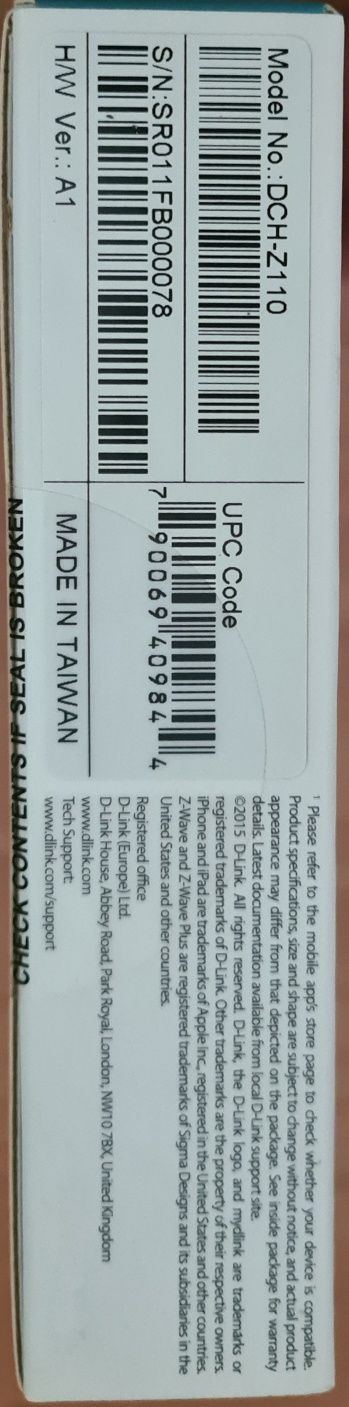 Model No.:DCH-Z110
S/N:SR011FB000078
H/W Ver.: A1
UPC Code
7 90069 40984 4
MADE IN TAIWAN
¹ Please refer to the mobile app's store page to check whether your device is compatible.
Product specifications, size and shape are subject to change without notice, and actual product
appearance may differ from that depicted on the package. See inside package for warranty
details. Latest documentation available from local D-Link support site.
©2015 D-Link. All rights reserved. D-Link, the D-Link logo, and mydlink are trademarks or
registered trademarks of D-Link. Other trademarks are the property of their respective owners.
iPhone and iPad are trademarks of Apple Inc., registered in the United States and other countries.
Z-Wave and Z-Wave Plus are registered trademarks of Sigma Designs and its subsidiaries in the
United States and other countries.
Registered office
D-Link (Europe) Ltd.
D-Link House, Abbey Road, Park Royal, London, NW10 7BX, United Kingdom
www.dlink.com
Tech Support:
www.dlink.com/support
CHECK CONTENTS IF SEAL IS BROKEN